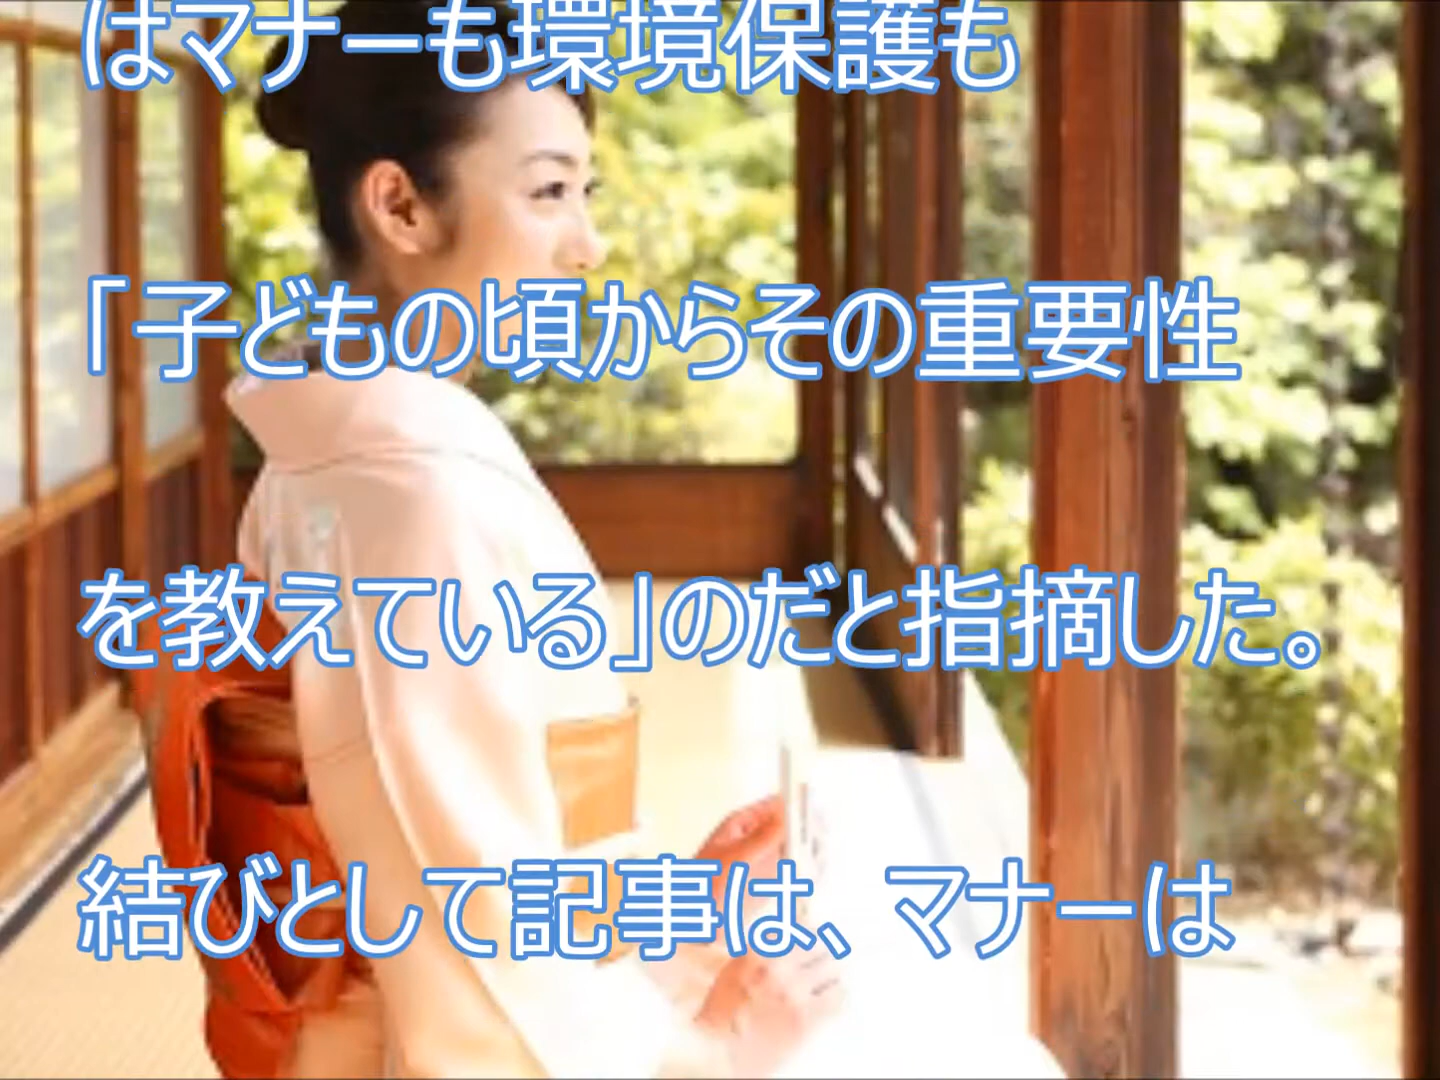 はマナーも環境保護も
「子どもの頃からその重要性
を教えている」のだと指摘した。
結びとして記事は、マナーは